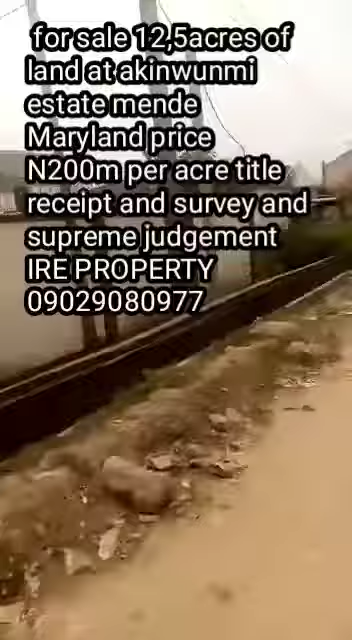 for sale 12,5acres of
land at akinwunmi
estate mende
Maryland price
N200m per acre title
receipt and survey and
supreme judgement
IRE PROPERTY
09029080977